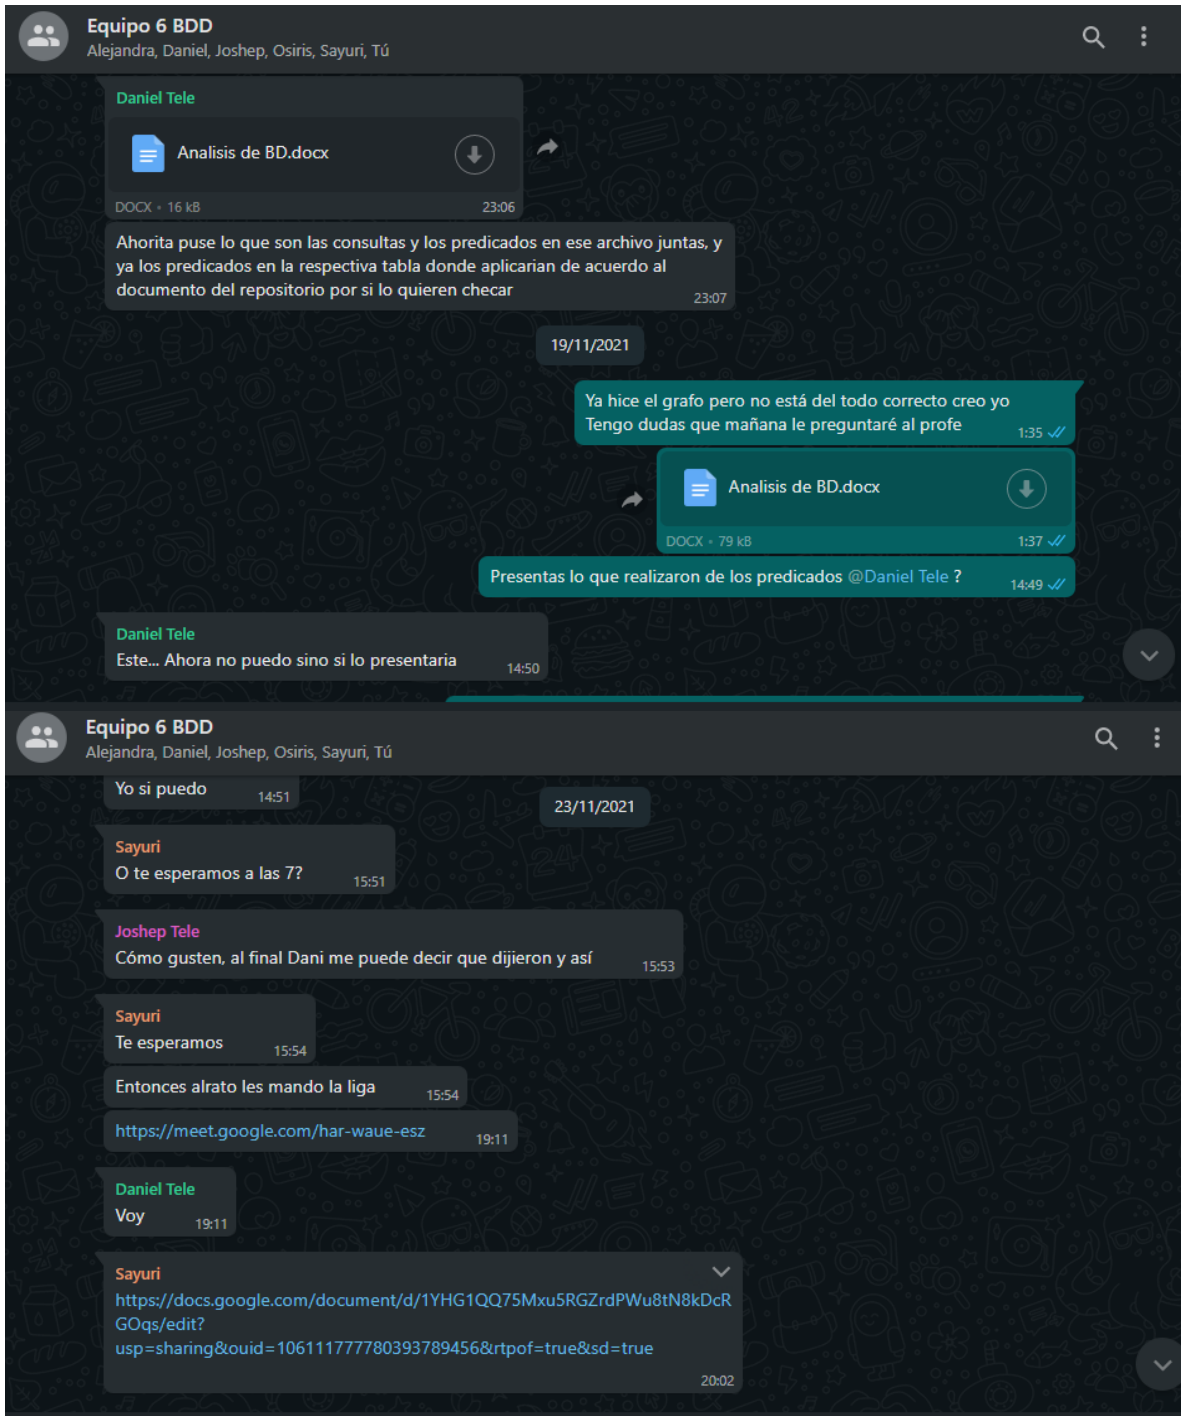 Equipo 6 BDD
Alejandra, Daniel, Joshep, Osiris, Sayuri, Tú
Daniel Tele
Analisis de BD.docx
DOCX • 16 kB
23:06
Ahorita puse lo que son las consultas y los predicados en ese archivo juntas, y
ya los predicados en la respectiva tabla donde aplicarian de acuerdo al
documento del repositorio por si lo quieren checar
23:07
19/11/2021
Ya hice el grafo pero no está del todo correcto creo yo
Tengo dudas que mañana le preguntaré al profe
1:35
Analisis de BD.docx
DOCX • 79 kB
1:37
Presentas lo que realizaron de los predicados @Daniel Tele ?
14:49
Daniel Tele
Este... Ahora no puedo sino si lo presentaria
14:50
Equipo 6 BDD
Alejandra, Daniel, Joshep, Osiris, Sayuri, Tú
Yo si puedo
14:51
23/11/2021
Sayuri
O te esperamos a las 7?
15:51
Joshep Tele
Cómo gusten, al final Dani me puede decir que dijieron y así
15:53
Sayuri
Te esperamos
15:54
Entonces alrato les mando la liga
15:54
https://meet.google.com/har-waue-esz
19:11
Daniel Tele
Voy
19:11
Sayuri
https://docs.google.com/document/d/1YHG1QQ75Mxu5RGZrdPWu8tN8kDcR
GOqs/edit?
usp=sharing&ouid=106111777780393789456&rtpof=true&sd=true
20:02